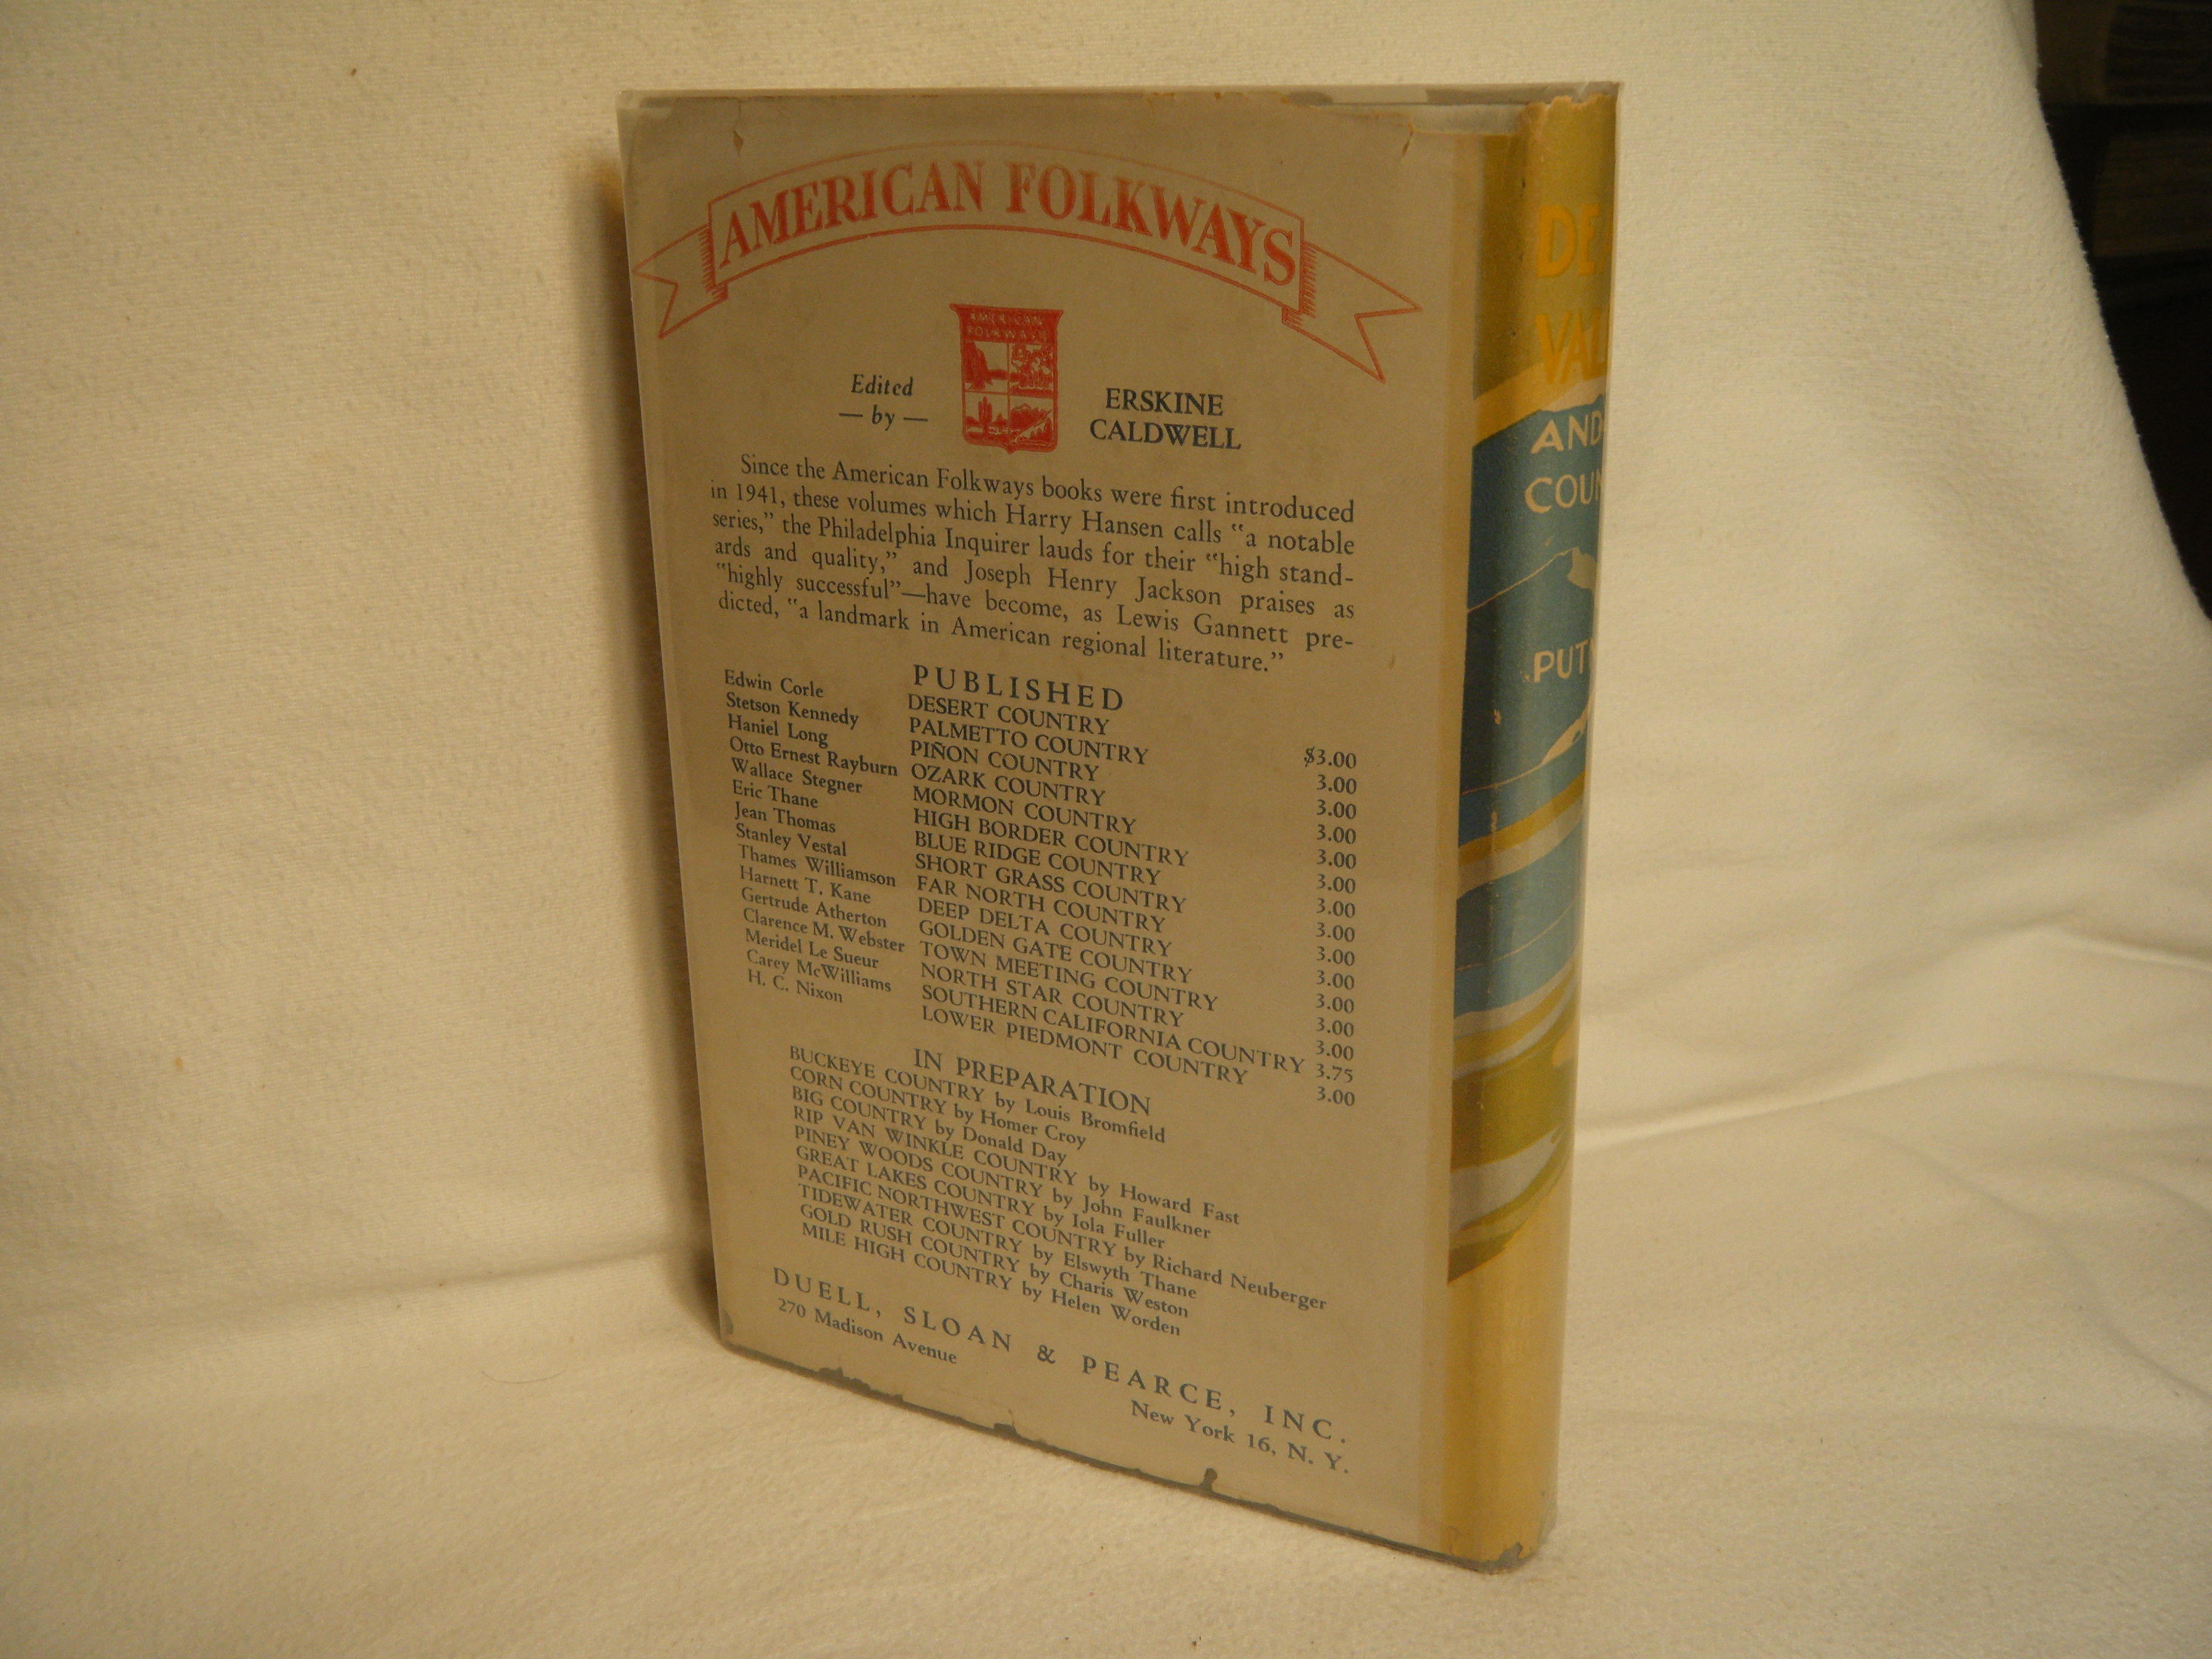 AMERICAN FOLKWAYS
AMERICAN
FOLKWAYS
Edited
— by —
ERSKINE
CALDWELL
Since the American Folkways books were first introduced
in 1941, these volumes which Harry Hansen calls "a notable
series," the Philadelphia Inquirer lauds for their "high stand-
ards and quality," and Joseph Henry Jackson praises as
"highly successful"—have become, as Lewis Gannett pre-
dicted, "a landmark in American regional literature."
PUBLISHED
Edwin Corle DESERT COUNTRY $3.00
Stetson Kennedy PALMETTO COUNTRY 3.00
Haniel Long PIÑON COUNTRY 3.00
Otto Ernest Rayburn OZARK COUNTRY 3.00
Wallace Stegner MORMON COUNTRY 3.00
Eric Thane HIGH BORDER COUNTRY 3.00
Jean Thomas BLUE RIDGE COUNTRY 3.00
Stanley Vestal SHORT GRASS COUNTRY 3.00
Thames Williamson FAR NORTH COUNTRY 3.00
Harnett T. Kane DEEP DELTA COUNTRY 3.00
Gertrude Atherton GOLDEN GATE COUNTRY 3.00
Clarence M. Webster TOWN MEETING COUNTRY 3.00
Meridel Le Sueur NORTH STAR COUNTRY 3.00
Carey McWilliams SOUTHERN CALIFORNIA COUNTRY 3.75
H. C. Nixon LOWER PIEDMONT COUNTRY 3.00
IN PREPARATION
BUCKEYE COUNTRY by Louis Bromfield
CORN COUNTRY by Homer Croy
BIG COUNTRY by Donald Day
RIP VAN WINKLE COUNTRY by Howard Fast
PINEY WOODS COUNTRY by John Faulkner
GREAT LAKES COUNTRY by Iola Fuller
PACIFIC NORTHWEST COUNTRY by Richard Neuberger
TIDEWATER COUNTRY by Elswyth Thane
GOLD RUSH COUNTRY by Charis Weston
MILE HIGH COUNTRY by Helen Worden
DUELL, SLOAN & PEARCE, INC.
270 Madison Avenue New York 16, N. Y.
DE
VAL
AND
COUN
PUT